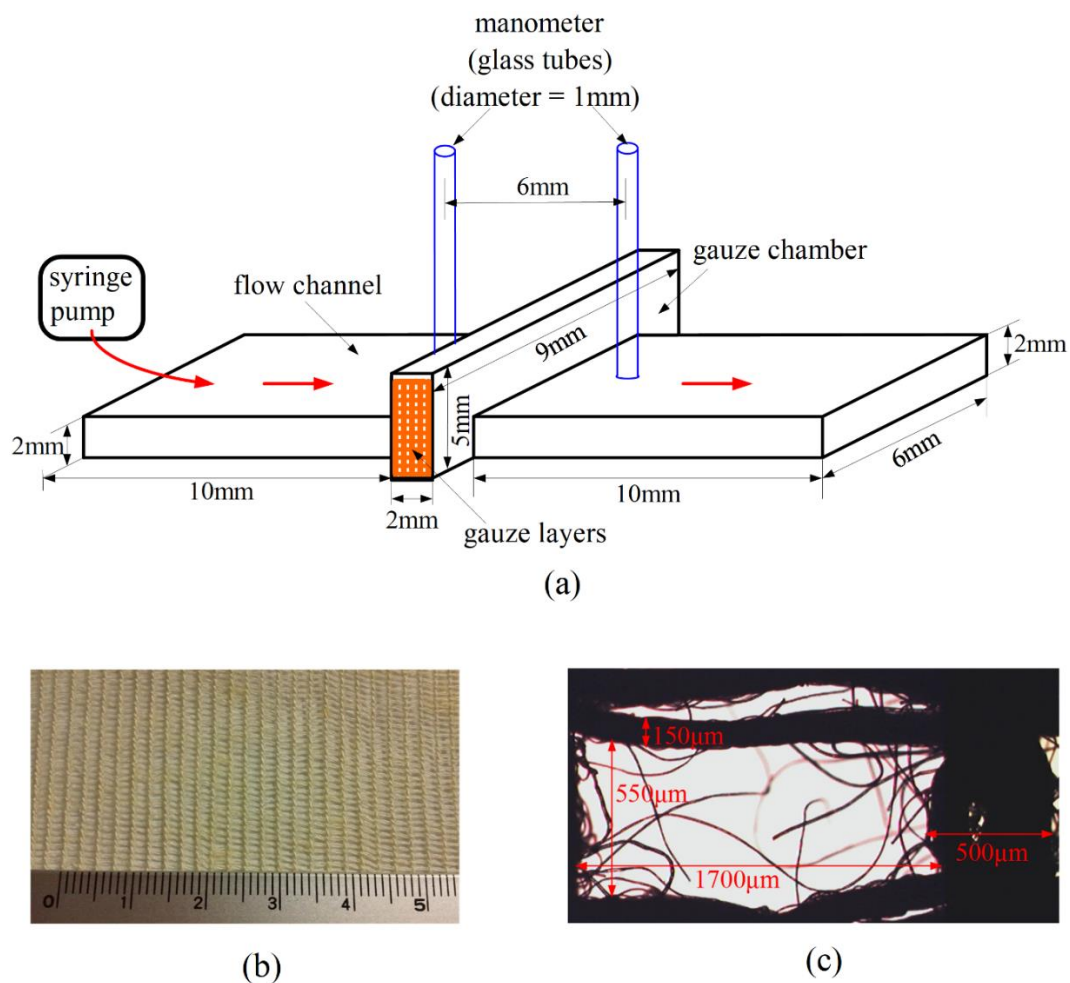 manometer
(glass tubes)
(diameter = 1mm)
6mm
gauze chamber
syringe
pump
flow channel
9mm
2mm
5mm
2mm
6mm
10mm
2mm
10mm
gauze layers
(a)
0 1 2 3 4 5
150μm
550μm
500μm
1700μm
(b)
(c)